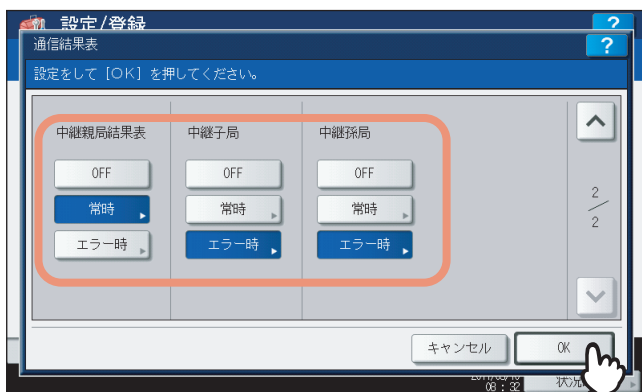 設定/登録
?
通信結果表
?
設定をして [OK] を押してください。
中継親局結果表
中継子局
中継孫局
OFF
OFF
OFF
常時
常時
常時
エラー時
エラー時
エラー時
2
2
キャンセル
OK
08:32
状況